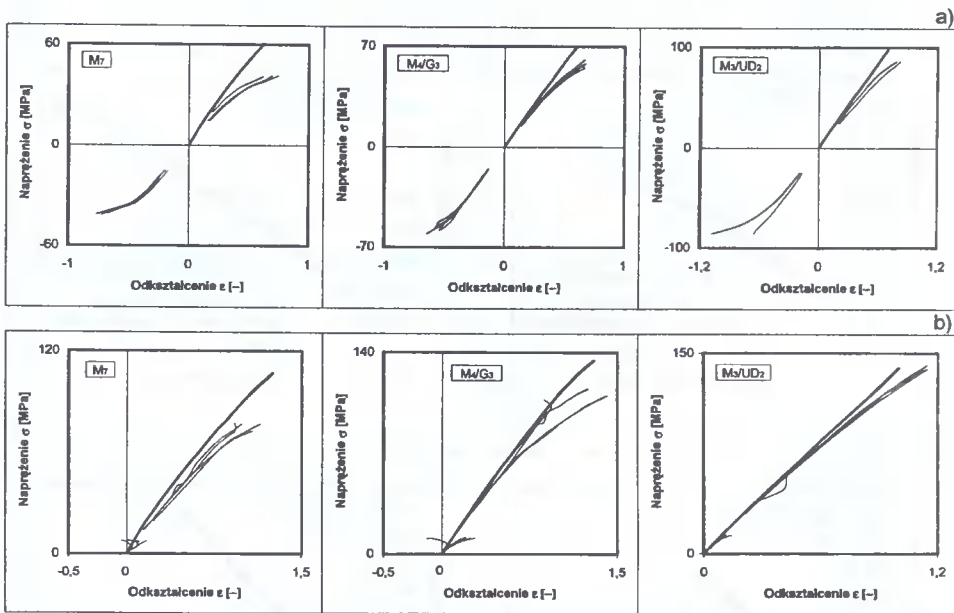 a)
60
M7
Naprężenie σ [MPa]
0
-60
-1
0
1
Odkształcenie ε [--]
70
M4/G3
Naprężenie σ [MPa]
0
-70
-1
0
1
Odkształcenie ε [--]
100
M3/UD2
Naprężenie σ [MPa]
0
-100
-1,2
0
1,2
Odkształcenie ε [--]
b)
120
M7
Naprężenie σ [MPa]
0
-0,5
0
1,5
Odkształcenie ε [--]
140
M4/G3
Naprężenie σ [MPa]
0
-0,5
0
1,5
Odkształcenie ε [--]
150
M3/UD2
Naprężenie σ [MPa]
0
0
1,2
Odkształcenie ε [--]